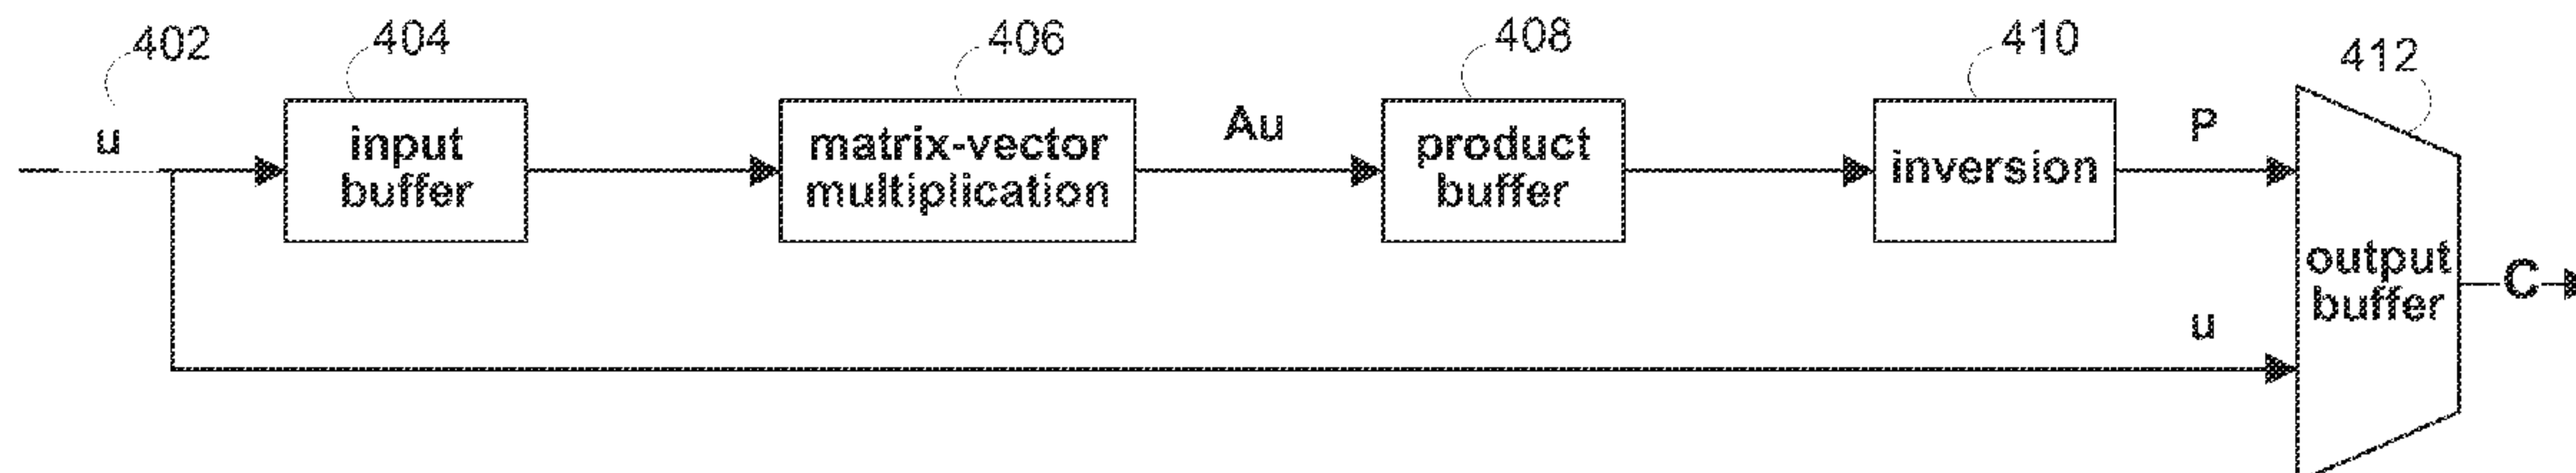 402
404
406
408
410
412
u
input
buffer
matrix-vector
multiplication
Au
product
buffer
inversion
P
output
buffer
C
u